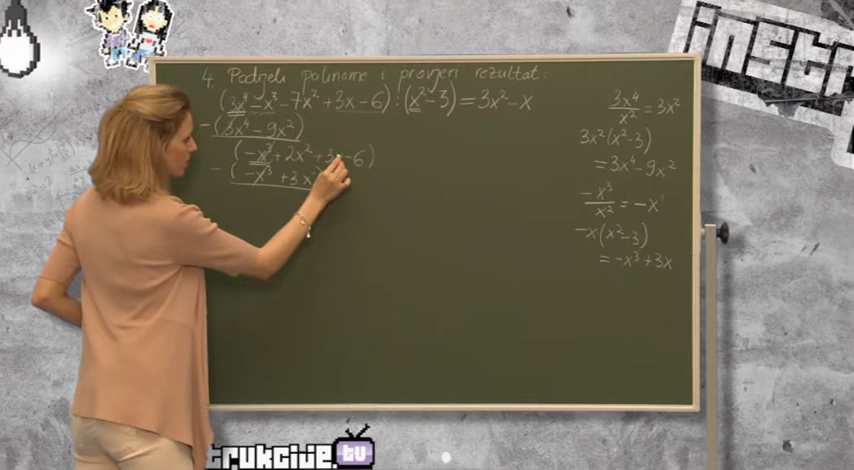 4. Podijeli polinome i provjeri rezultat:
(3x⁴-x³-7x²+3x-6):(x²-3)=3x²-x
-(3x⁴-9x²)
(-x³+2x²+3x-6)
-(-x³+3x
3x⁴/x² = 3x²
3x²(x²-3)
=3x⁴-9x²
-x³/x² = -x¹
-x(x²-3)
=-x³+3x
trukcije.tv